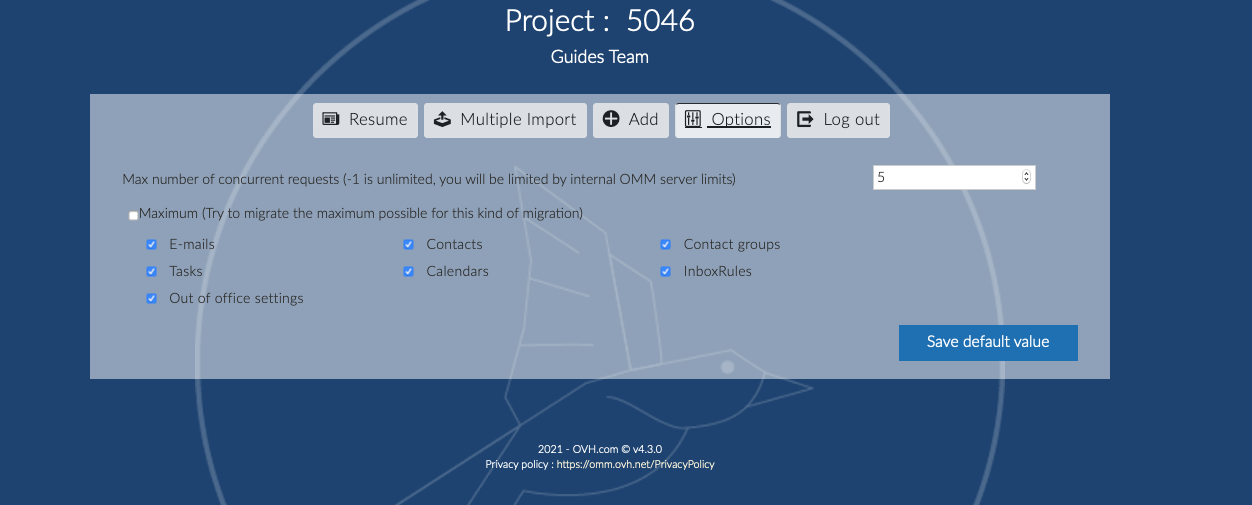 Project : 5046
Guides Team
Resume Multiple Import Add Options Log out
Max number of concurrent requests (-1 is unlimited, you will be limited by internal OMM server limits) 5
Maximum (Try to migrate the maximum possible for this kind of migration)
E-mails Contacts Contact groups
Tasks Calendars InboxRules
Out of office settings
Save default value
2021 - OVH.com © v4.3.0
Privacy policy : https://omm.ovh.net/PrivacyPolicy